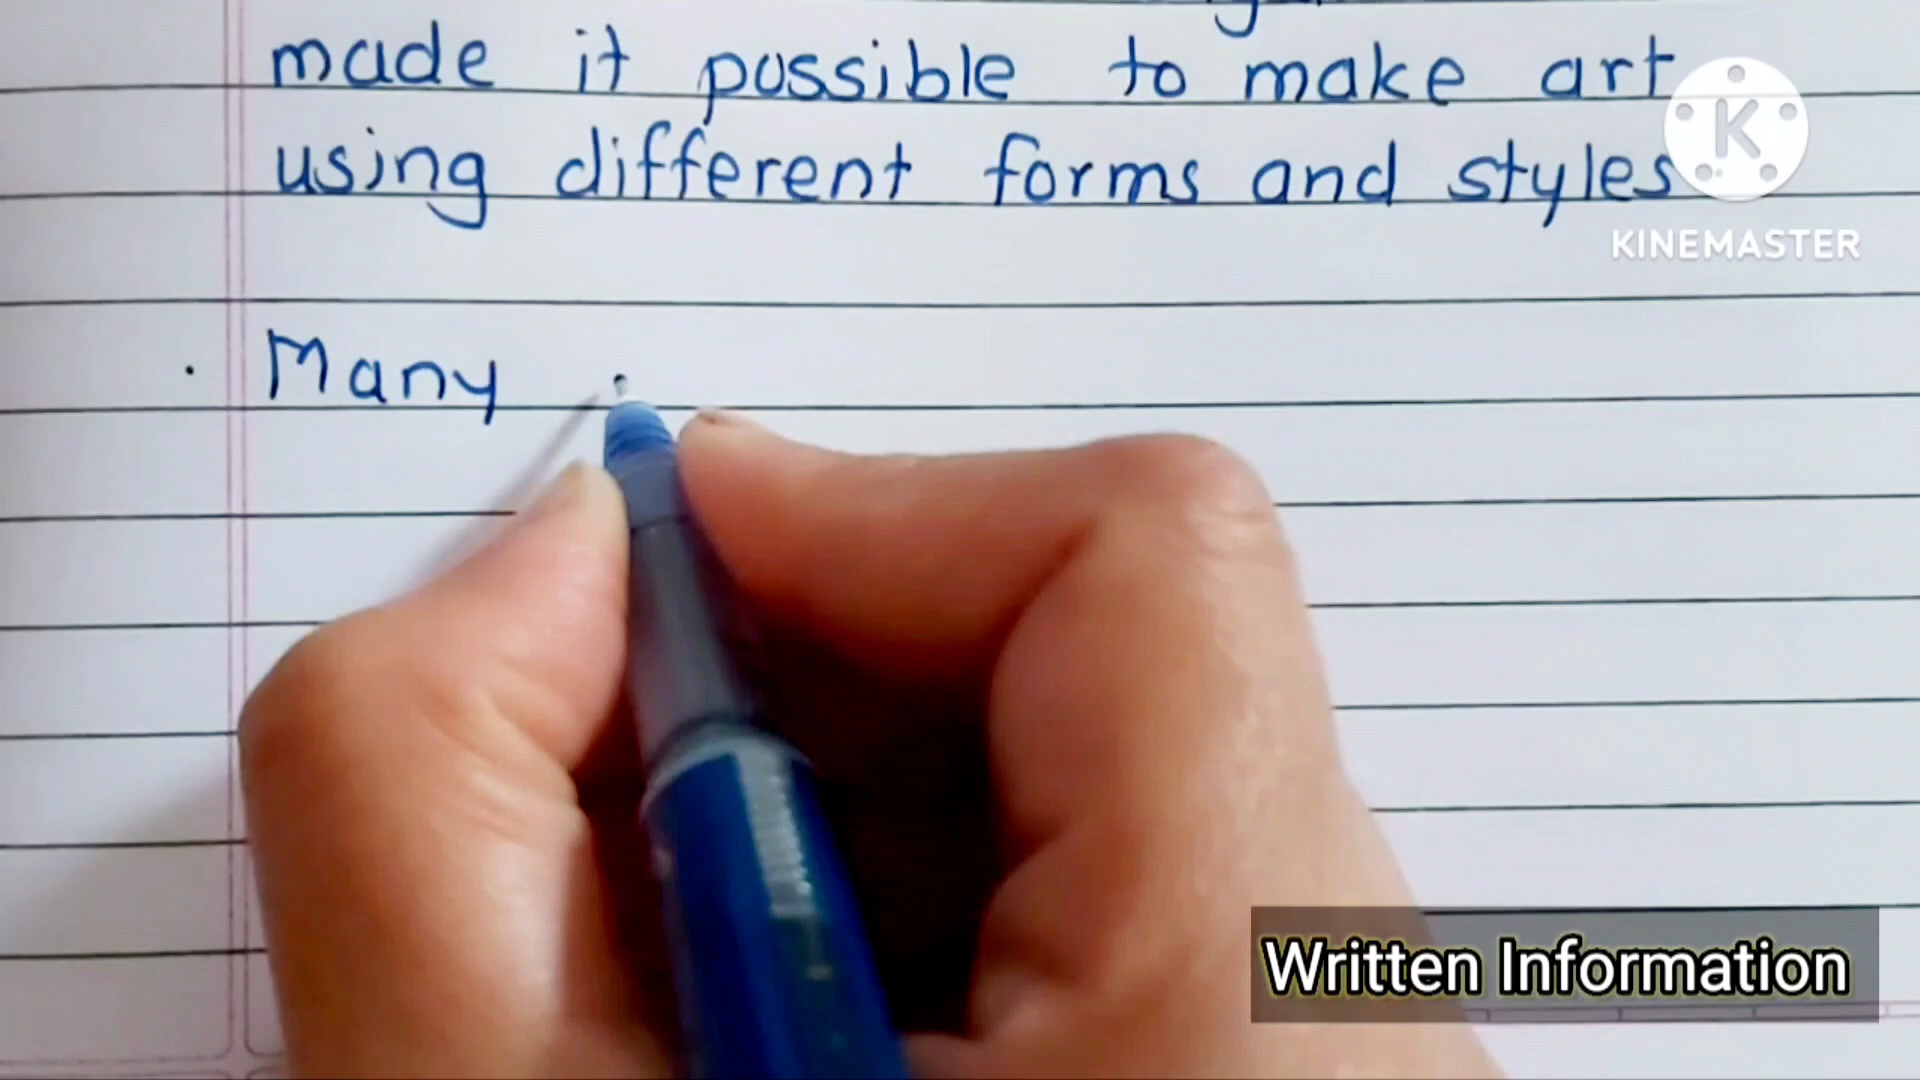 made it possible to make art
using different forms and styles
KINEMASTER
. Many
Written Information